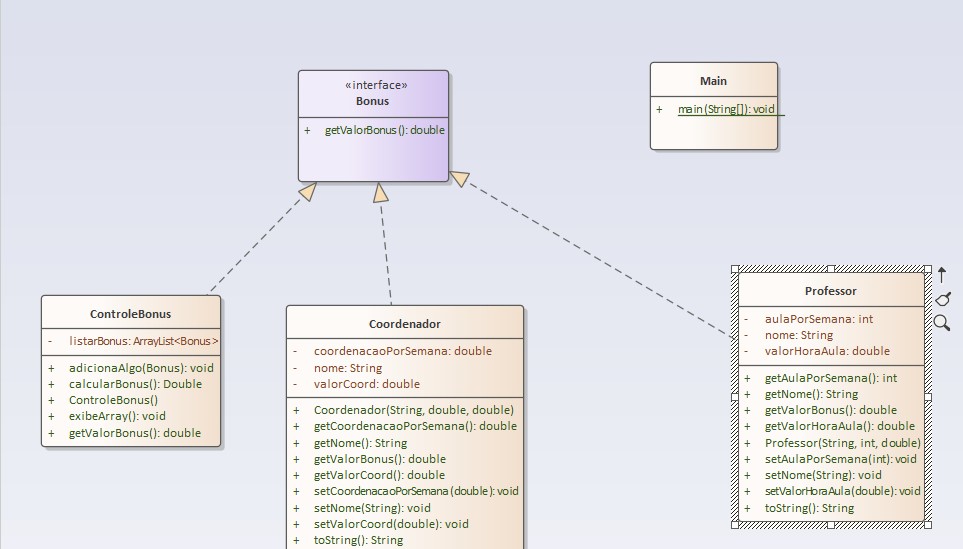 «interface»
Bonus
+ getValorBonus(): double
Main
+ main(String[]): void
ControleBonus
- listarBonus: ArrayList<Bonus>
+ adicionaAlgo(Bonus): void
+ calcularBonus(): Double
+ ControleBonus()
+ exibeArray(): void
+ getValorBonus(): double
Coordenador
- coordenacaoPorSemana: double
- nome: String
- valorCoord: double
+ Coordenador(String, double, double)
+ getCoordenacaoPorSemana(): double
+ getNome(): String
+ getValorBonus(): double
+ getValorCoord(): double
+ setCoordenacaoPorSemana(double): void
+ setNome(String): void
+ setValorCoord(double): void
+ toString(): String
Professor
- aulaPorSemana: int
- nome: String
- valorHoraAula: double
+ getAulaPorSemana(): int
+ getNome(): String
+ getValorBonus(): double
+ getValorHoraAula(): double
+ Professor(String, int, double)
+ setAulaPorSemana(int): void
+ setNome(String): void
+ setValorHoraAula(double): void
+ toString(): String